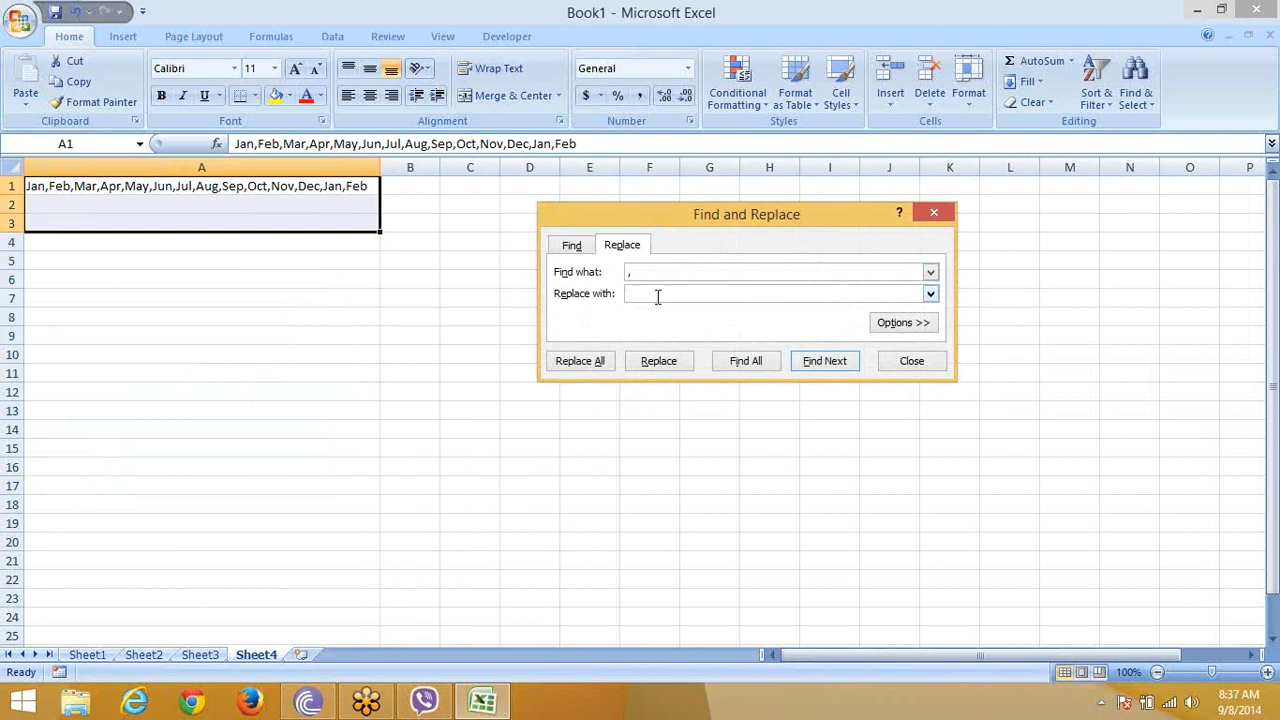 Book1 - Microsoft Excel
Home Insert Page Layout Formulas Data Review View Developer
Cut
Copy
Format Painter
Paste
Clipboard
Calibri 11
B I U A
Font
Wrap Text
Merge & Center
Alignment
General
$ % ,
Number
Conditional Formatting
Format as Table
Cell Styles
Styles
Insert Delete Format
Cells
Σ AutoSum
Fill
Clear
Sort & Filter
Find & Select
Editing
A1 fx Jan,Feb,Mar,Apr,May,Jun,Jul,Aug,Sep,Oct,Nov,Dec,Jan,Feb
A B C D E F G H I J K L M N O P
1 Jan,Feb,Mar,Apr,May,Jun,Jul,Aug,Sep,Oct,Nov,Dec,Jan,Feb
2
3
4
5
6
7
8
9
10
11
12
13
14
15
16
17
18
19
20
21
22
23
24
25
Find and Replace ?
Find Replace
Find what: ,
Replace with:
Options >>
Replace All Replace Find All Find Next Close
Sheet1 Sheet2 Sheet3 Sheet4
Ready 100%
8:37 AM
9/8/2014